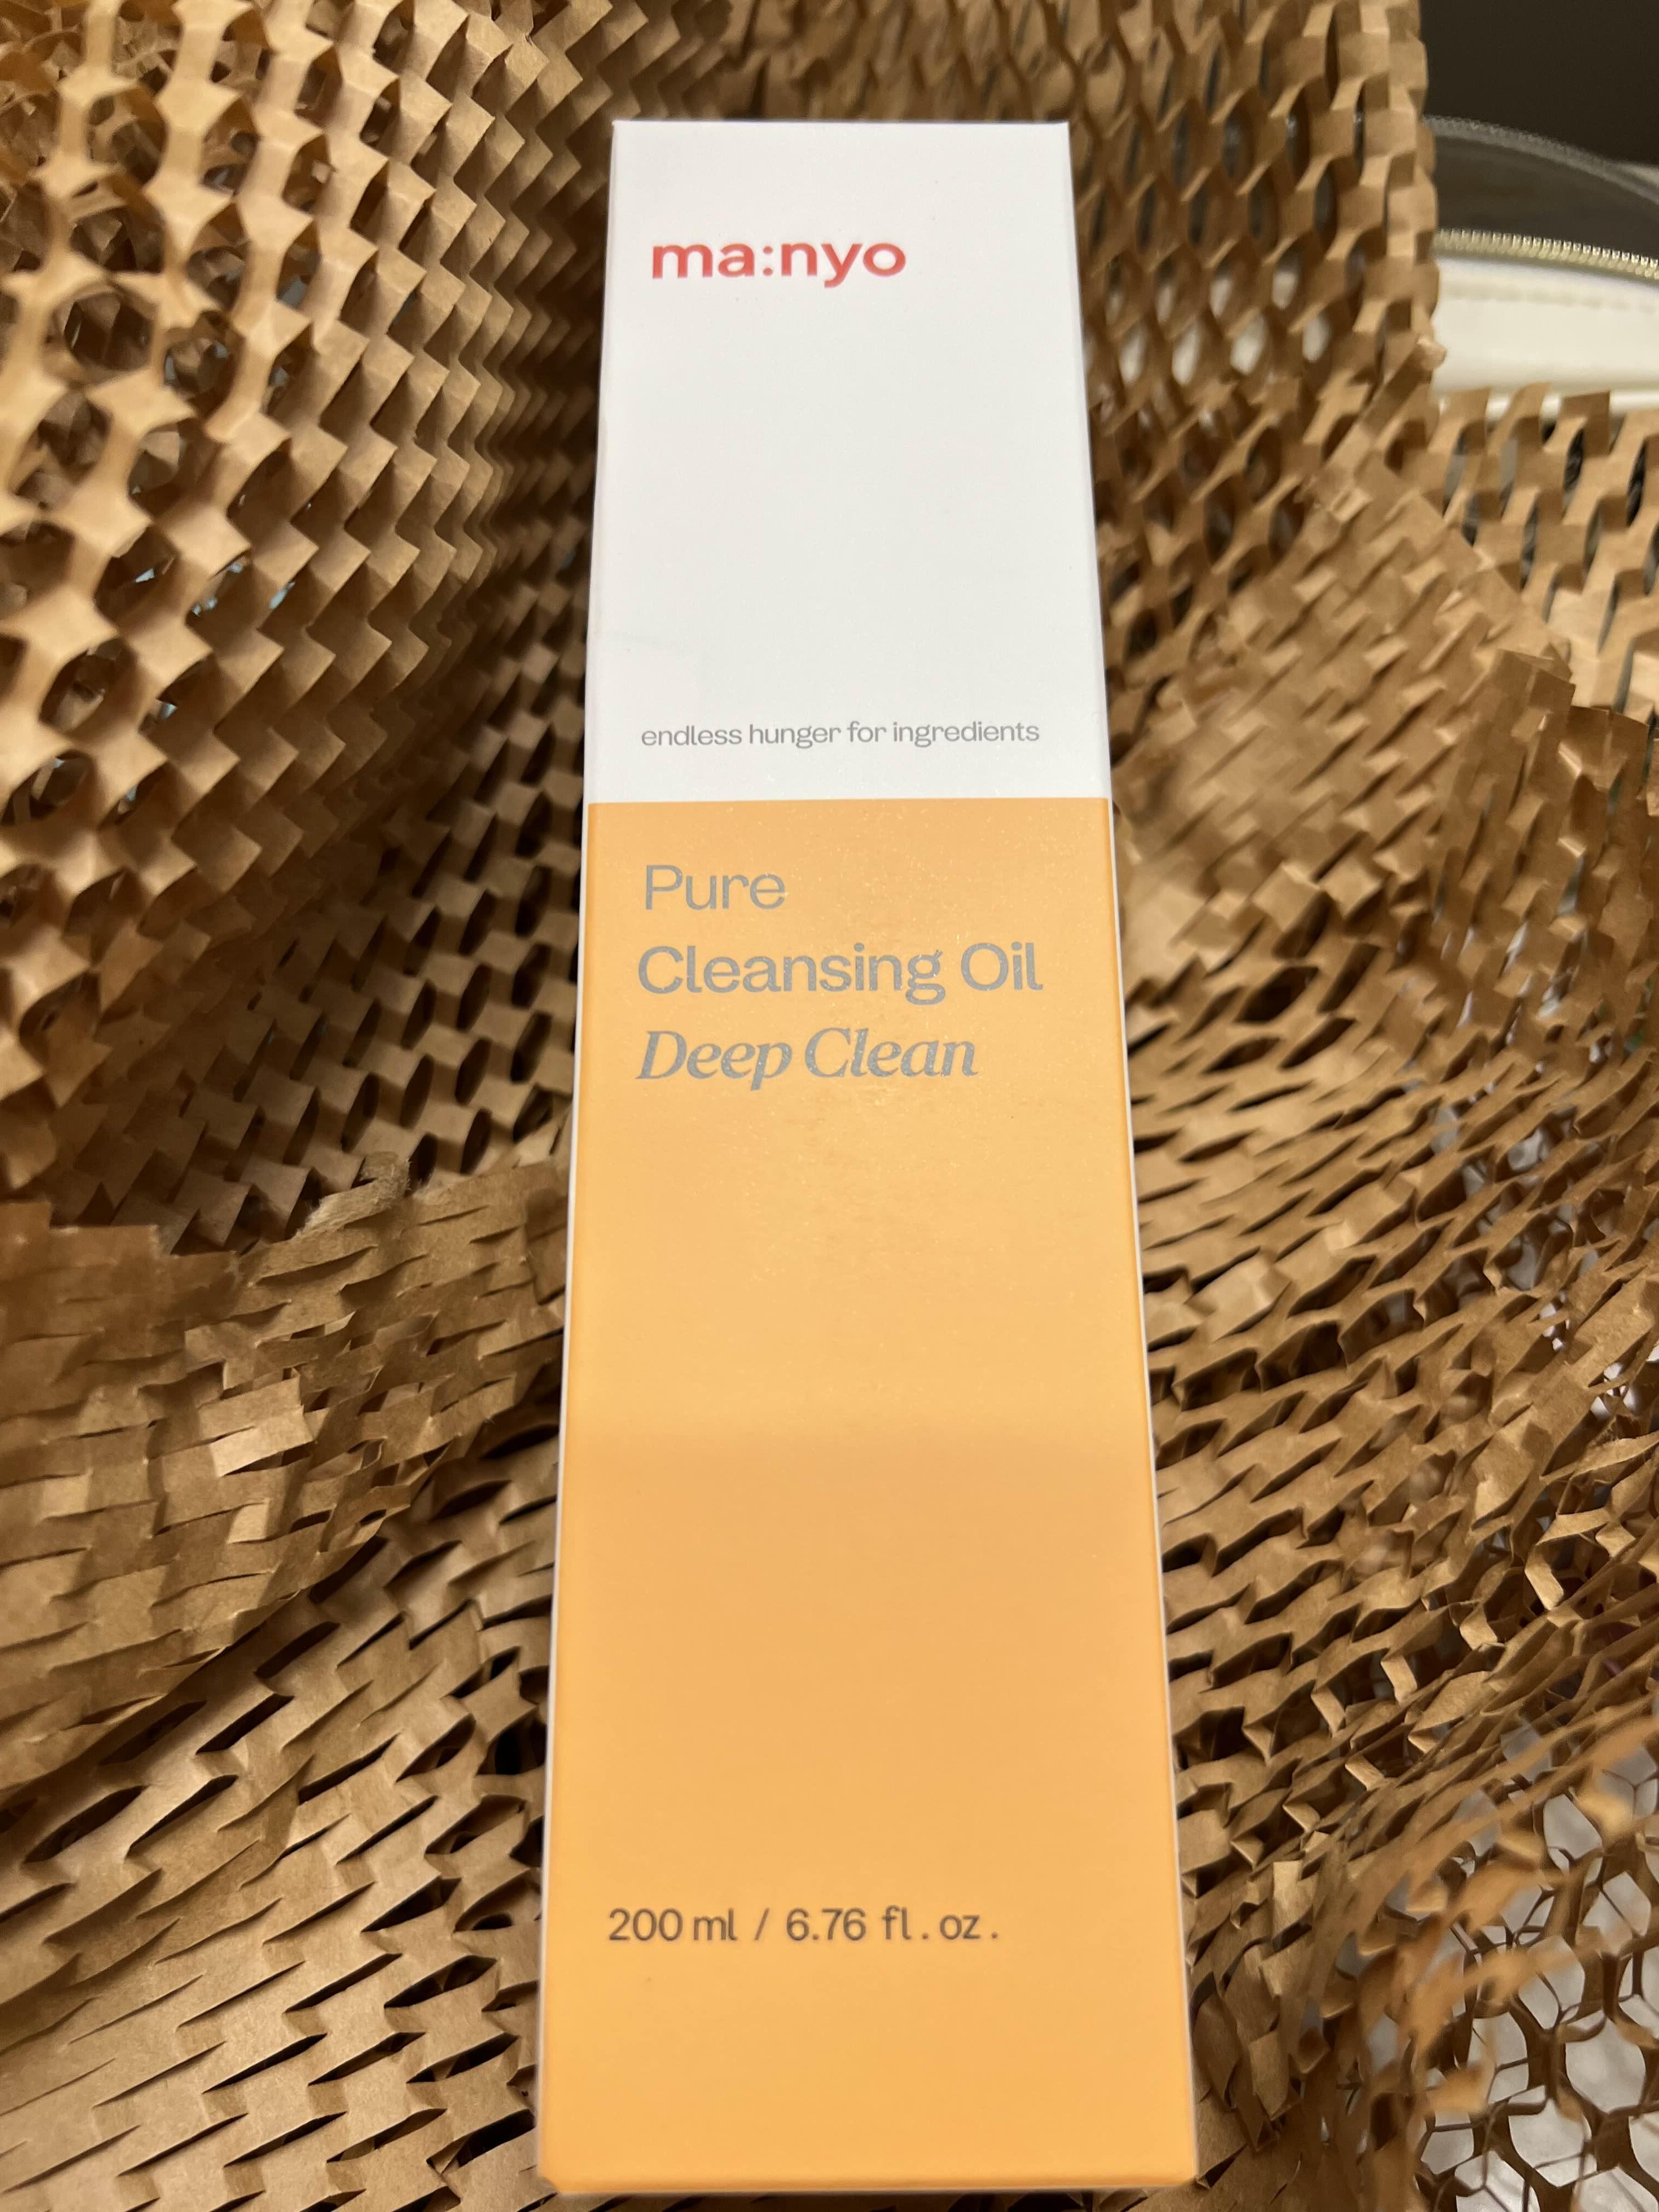 ma:nyo
endless hunger for ingredients
Pure
Cleansing Oil
Deep Clean
200 ml / 6.76 fl. oz.